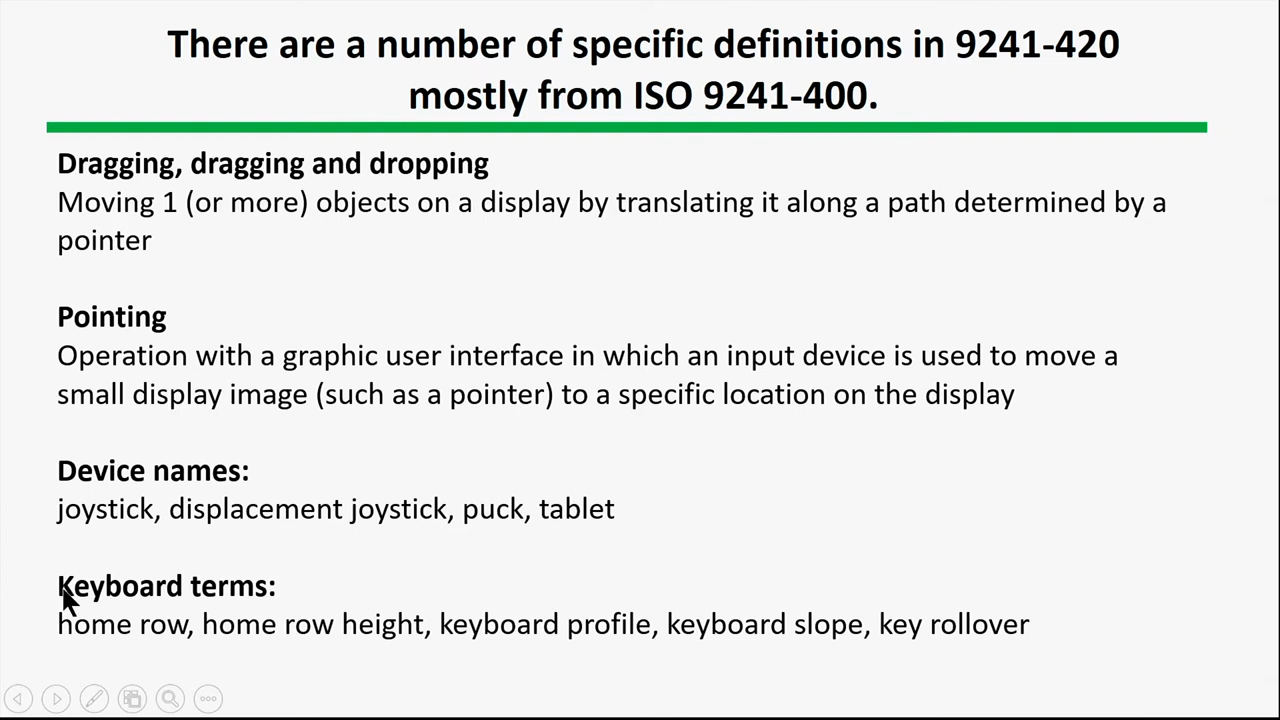 There are a number of specific definitions in 9241-420
mostly from ISO 9241-400.
Dragging, dragging and dropping
Moving 1 (or more) objects on a display by translating it along a path determined by a
pointer
Pointing
Operation with a graphic user interface in which an input device is used to move a
small display image (such as a pointer) to a specific location on the display
Device names:
joystick, displacement joystick, puck, tablet
Keyboard terms:
home row, home row height, keyboard profile, keyboard slope, key rollover